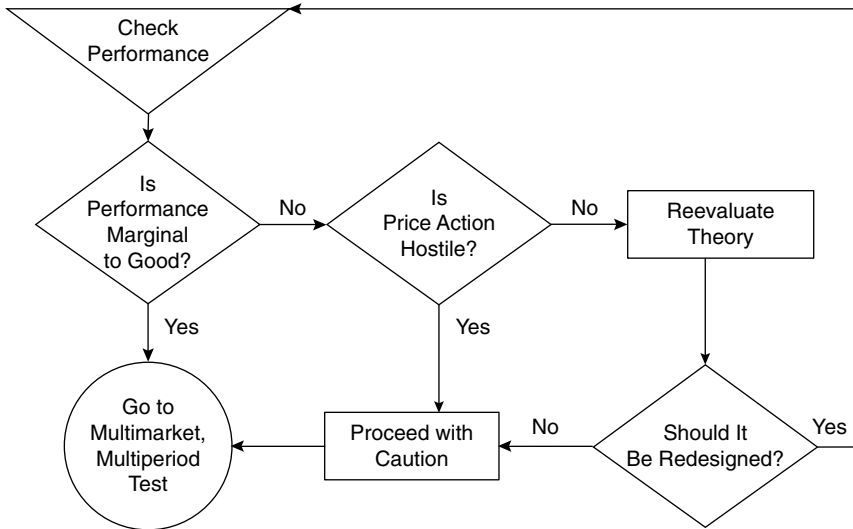 Check
Performance
Is
Performance
Marginal
to Good?
No
Is
Price Action
Hostile?
No
Reevaluate
Theory
Yes
Yes
Go to
Multimarket,
Multiperiod
Test
Proceed with
Caution
No
Should It
Be Redesigned?
Yes